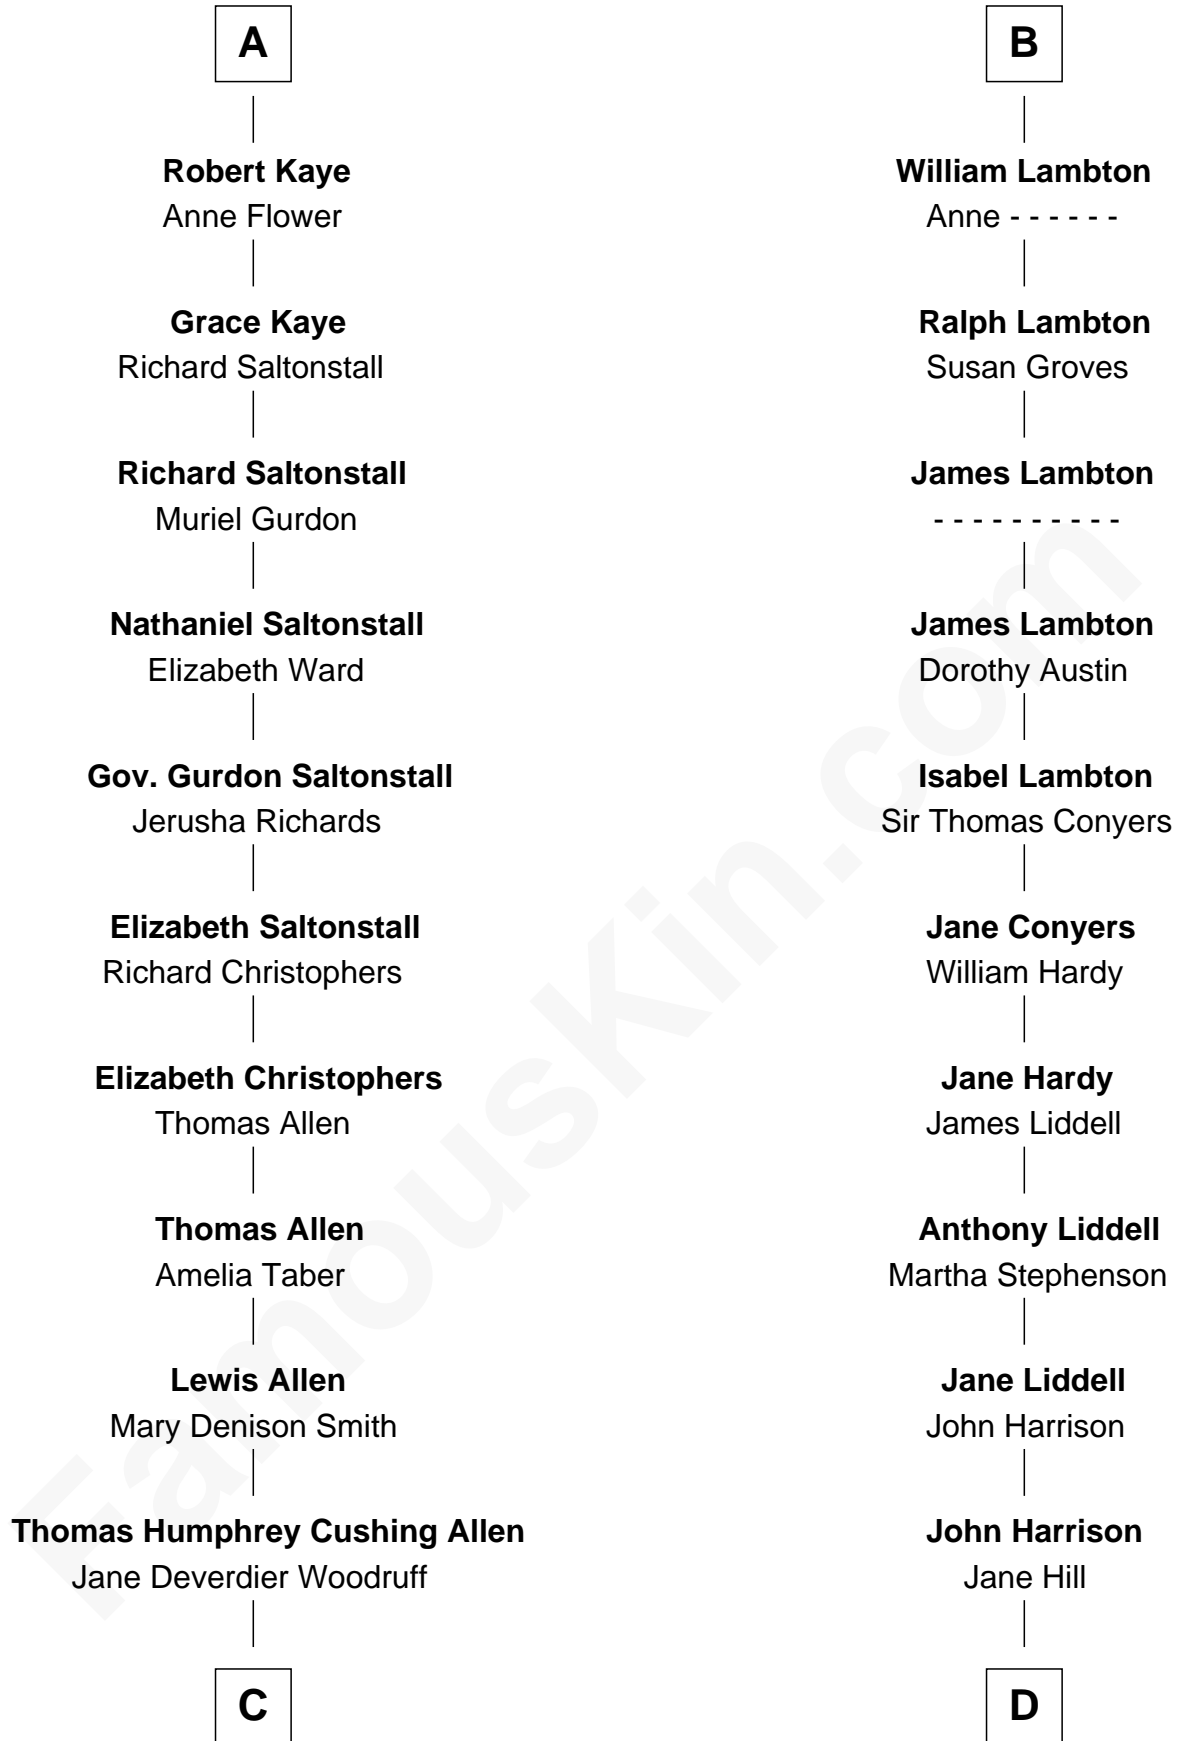 A
Robert Kaye
Anne Flower
Grace Kaye
Richard Saltonstall
Richard Saltonstall
Muriel Gurdon
Nathaniel Saltonstall
Elizabeth Ward
Gov. Gurdon Saltonstall
Jerusha Richards
Elizabeth Saltonstall
Richard Christophers
Elizabeth Christophers
Thomas Allen
Thomas Allen
Amelia Taber
Lewis Allen
Mary Denison Smith
Thomas Humphrey Cushing Allen
Jane Deverdier Woodruff
C
B
William Lambton
Anne - - - - - -
Ralph Lambton
Susan Groves
James Lambton
- - - - - - - - - -
James Lambton
Dorothy Austin
Isabel Lambton
Sir Thomas Conyers
Jane Conyers
William Hardy
Jane Hardy
James Liddell
Anthony Liddell
Martha Stephenson
Jane Liddell
John Harrison
John Harrison
Jane Hill
D
FamousKin.com